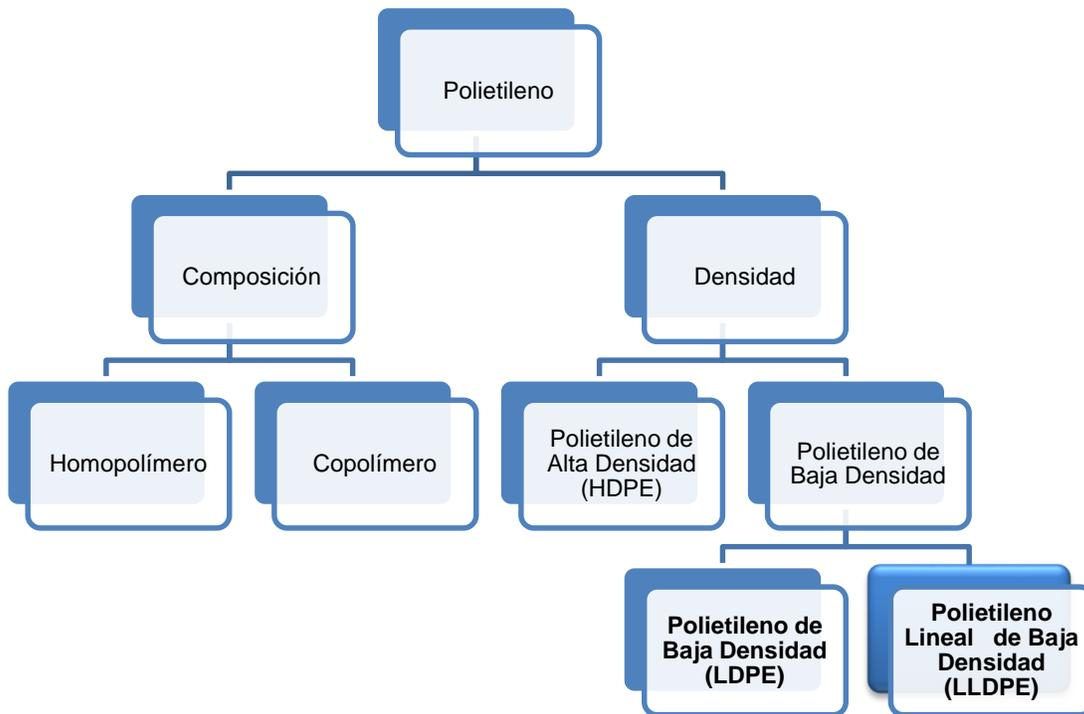 Polietileno
Composición
Densidad
Homopolímero
Copolímero
Polietileno de
Alta Densidad
(HDPE)
Polietileno de
Baja Densidad
Polietileno de
Baja Densidad
(LDPE)
Polietileno
Lineal de Baja
Densidad
(LLDPE)